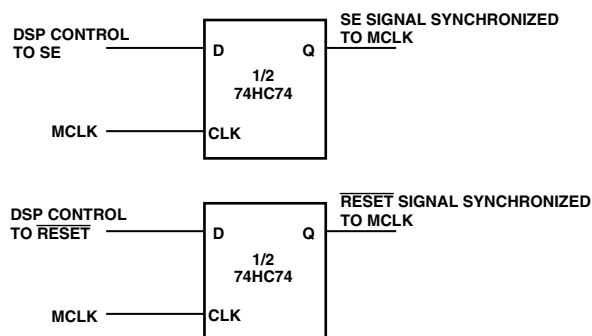 SE SIGNAL SYNCHRONIZED
TO MCLK
DSP CONTROL
TO SE
D
Q
1/2
74HC74
MCLK
CLK
RESET SIGNAL SYNCHRONIZED
TO MCLK
DSP CONTROL
TO RESET
D
Q
1/2
74HC74
MCLK
CLK